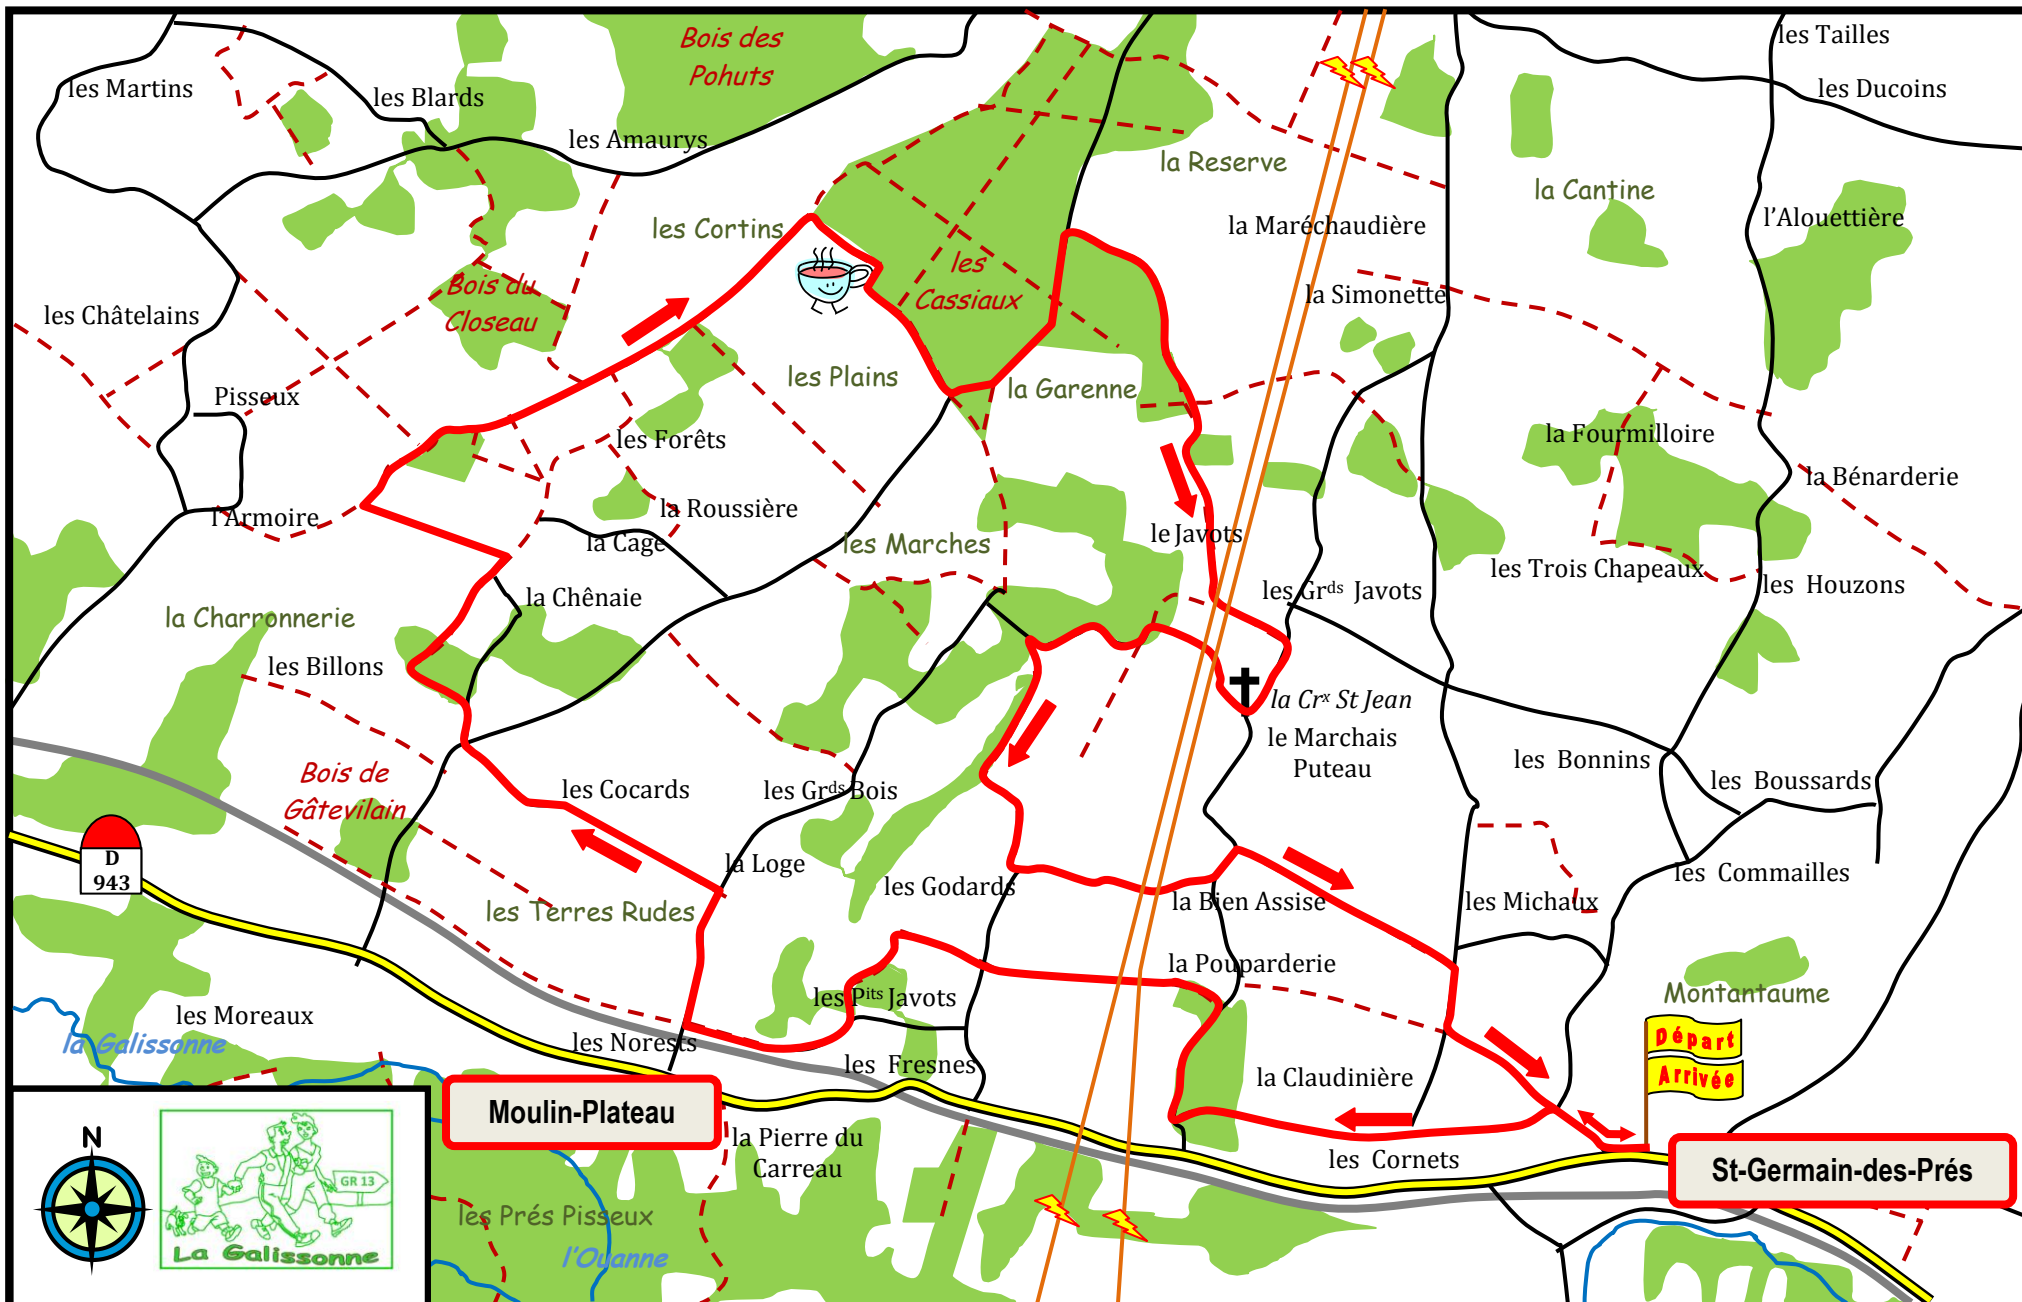 Bois des
Pohuts
les Tailles
les Martins
les Blards
les Ducoins
les Amaurys
la Reserve
la Cantine
les Cortins
la Maréchaudière
l'Alouettière
les
Cassiaux
Bois du
Closeau
la Simonette
les Châtelains
les Plains
la Garenne
Pisseux
les Forêts
la Fourmilloire
la Bénarderie
l'Armoire
la Roussière
la Cage
les Marches
le Javots
les Trois Chapeaux
la Chênaie
les Grds Javots
les Houzons
la Charronnerie
les Billons
la Crx St Jean
le Marchais
Puteau
les Bonnins
les Boussards
Bois de
Gâtevilain
les Cocards
les Grds Bois
D
943
la Loge
les Godards
la Bien Assise
les Michaux
les Commailles
les Terres Rudes
la Pouparderie
les Pits Javots
Montantaume
les Moreaux
la Galissonne
les Norests
les Fresnes
la Claudinière
Départ
Arrivée
Moulin-Plateau
la Pierre du
Carreau
les Cornets
St-Germain-des-Prés
N
GR 13
La Galissonne
les Prés Pisseux
l'Ouanne